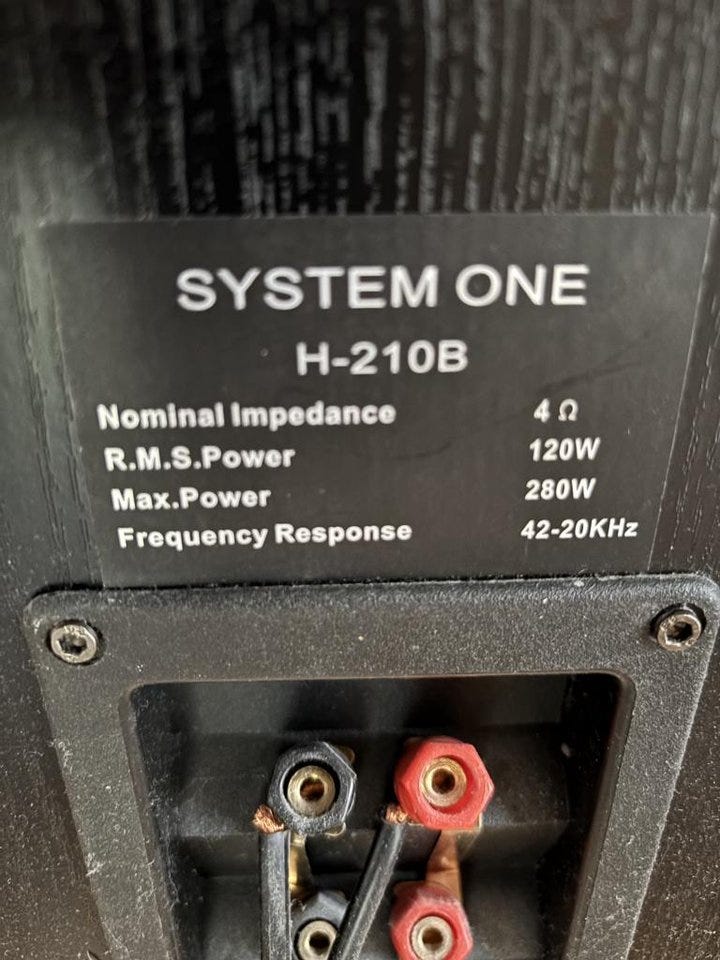 SYSTEM ONE
H-210B
Nominal Impedance 4 Ω
R.M.S.Power 120W
Max.Power 280W
Frequency Response 42-20KHz